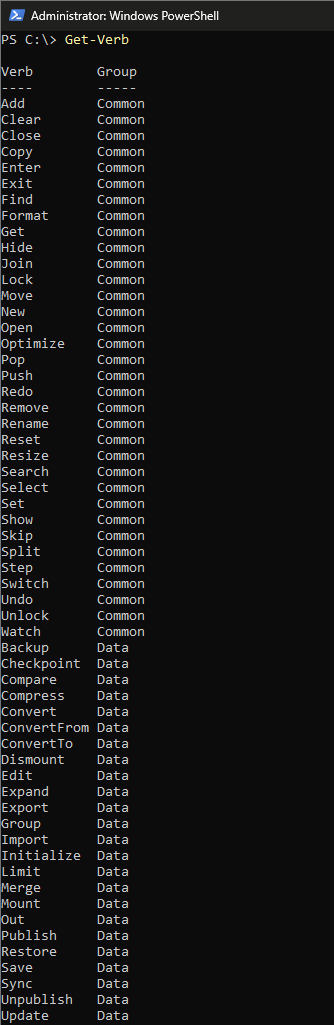 Administrator: Windows PowerShell
PS C:\> Get-Verb
Verb        Group
----        -----
Add         Common
Clear       Common
Close       Common
Copy        Common
Enter       Common
Exit        Common
Find        Common
Format      Common
Get         Common
Hide        Common
Join        Common
Lock        Common
Move        Common
New         Common
Open        Common
Optimize    Common
Pop         Common
Push        Common
Redo        Common
Remove      Common
Rename      Common
Reset       Common
Resize      Common
Search      Common
Select      Common
Set         Common
Show        Common
Skip        Common
Split       Common
Step        Common
Switch      Common
Undo        Common
Unlock      Common
Watch       Common
Backup      Data
Checkpoint  Data
Compare     Data
Compress    Data
Convert     Data
ConvertFrom Data
ConvertTo   Data
Dismount    Data
Edit        Data
Expand      Data
Export      Data
Group       Data
Import      Data
Initialize  Data
Limit       Data
Merge       Data
Mount       Data
Out         Data
Publish     Data
Restore     Data
Save        Data
Sync        Data
Unpublish   Data
Update      Data